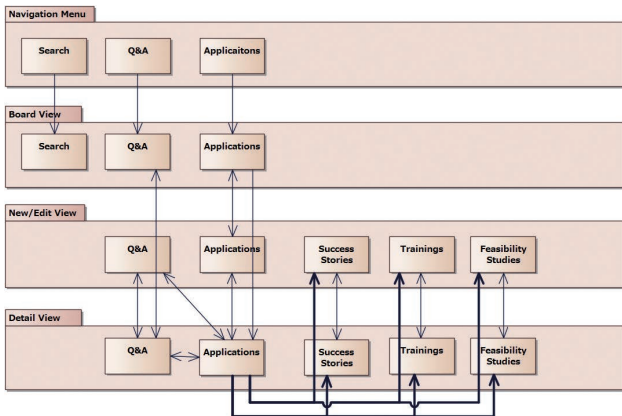 Navigation Menu
Search
Q&A
Applicaitons
Board View
Search
Q&A
Applications
New/Edit View
Q&A
Applications
Success
Stories
Trainings
Feasibility
Studies
Detail View
Q&A
Applications
Success
Stories
Trainings
Feasibility
Studies